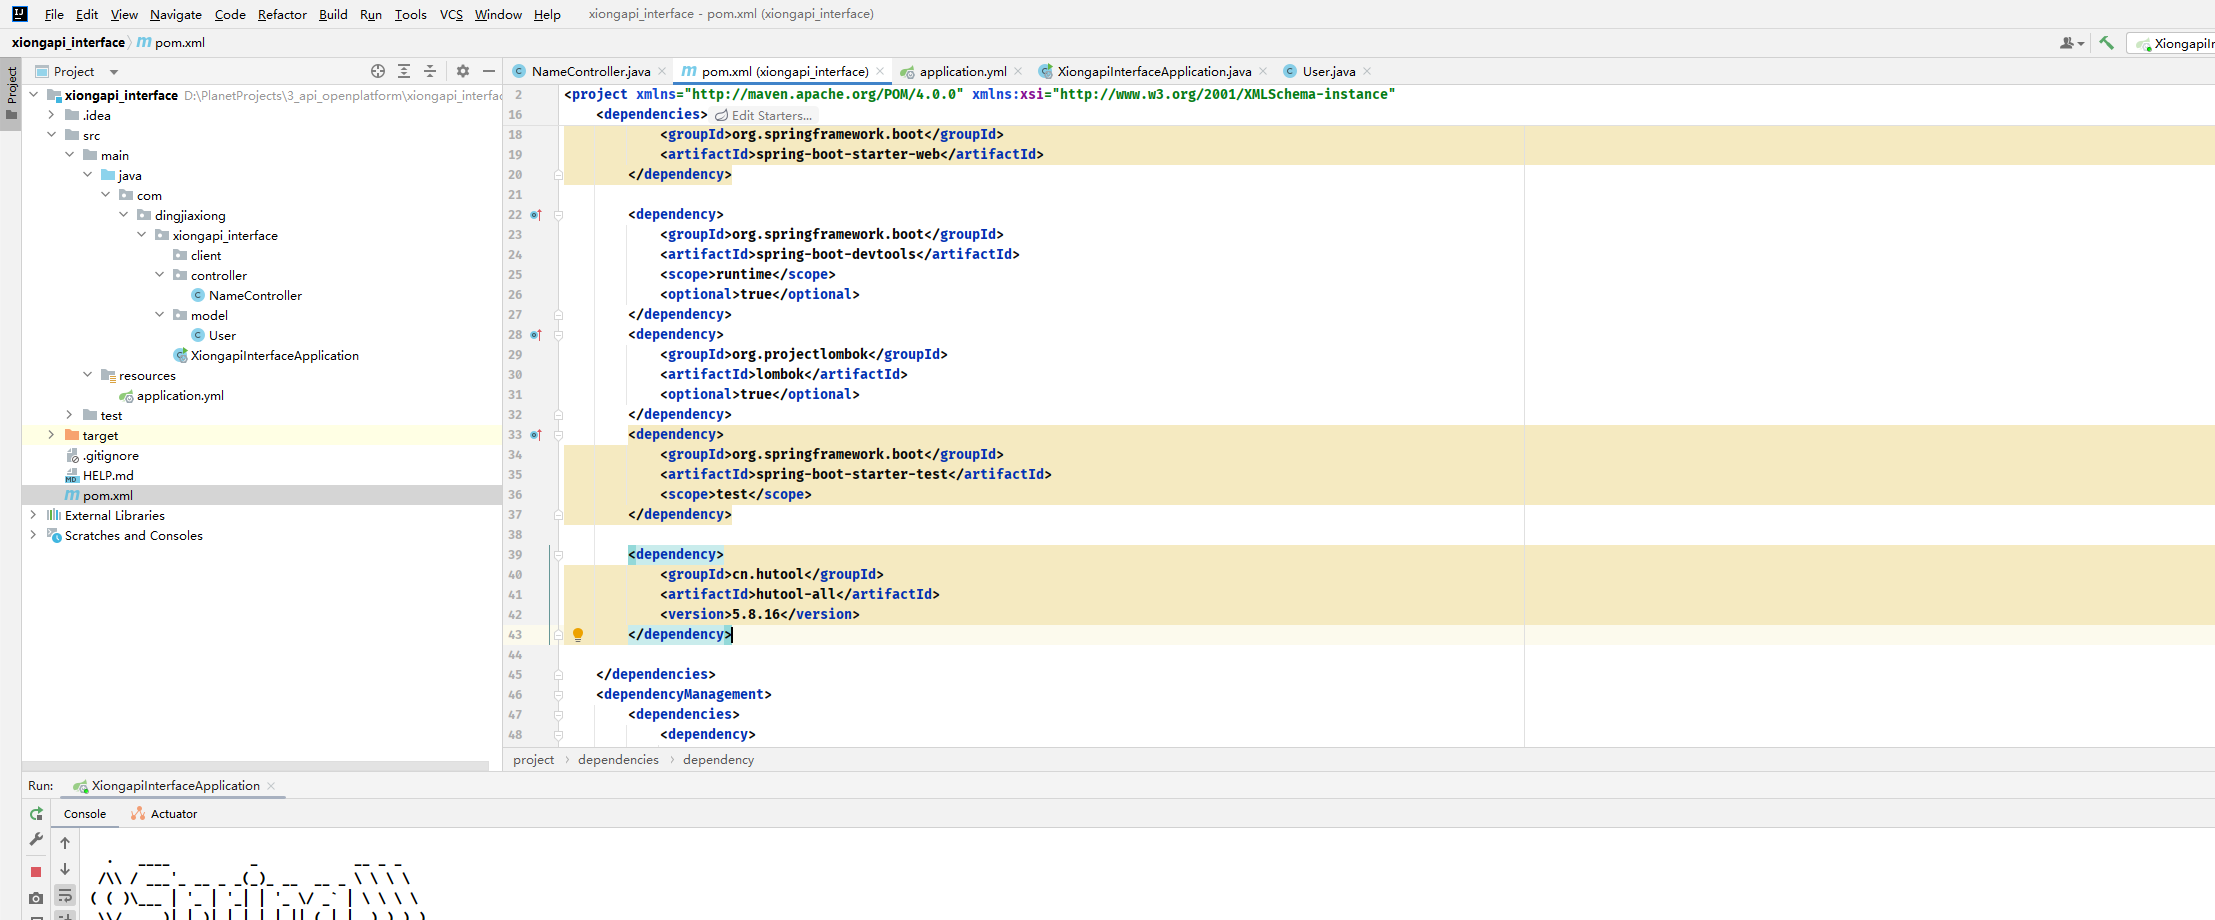 File Edit View Navigate Code Refactor Build Run Tools VCS Window Help xiongapi_interface - pom.xml (xiongapi_interface)
xiongapi_interface pom.xml
Project
Project
NameController.java pom.xml (xiongapi_interface) application.yml XiongapiInterfaceApplication.java User.java
xiongapi_interface D:\PlanetProjects\3_api_openplatform\xiongapi_interfac
.idea
src
main
java
com
dingjiaxiong
xiongapi_interface
client
controller
NameController
model
User
XiongapiInterfaceApplication
resources
application.yml
test
target
.gitignore
HELP.md
pom.xml
External Libraries
Scratches and Consoles
2 <project xmlns="http://maven.apache.org/POM/4.0.0" xmlns:xsi="http://www.w3.org/2001/XMLSchema-instance"
16 <dependencies> Edit Starters...
18 <groupId>org.springframework.boot</groupId>
19 <artifactId>spring-boot-starter-web</artifactId>
20 </dependency>
21
22 <dependency>
23 <groupId>org.springframework.boot</groupId>
24 <artifactId>spring-boot-devtools</artifactId>
25 <scope>runtime</scope>
26 <optional>true</optional>
27 </dependency>
28 <dependency>
29 <groupId>org.projectlombok</groupId>
30 <artifactId>lombok</artifactId>
31 <optional>true</optional>
32 </dependency>
33 <dependency>
34 <groupId>org.springframework.boot</groupId>
35 <artifactId>spring-boot-starter-test</artifactId>
36 <scope>test</scope>
37 </dependency>
38
39 <dependency>
40 <groupId>cn.hutool</groupId>
41 <artifactId>hutool-all</artifactId>
42 <version>5.8.16</version>
43 </dependency>
44
45 </dependencies>
46 <dependencyManagement>
47 <dependencies>
48 <dependency>
project dependencies dependency
Run: XiongapiInterfaceApplication
Console Actuator